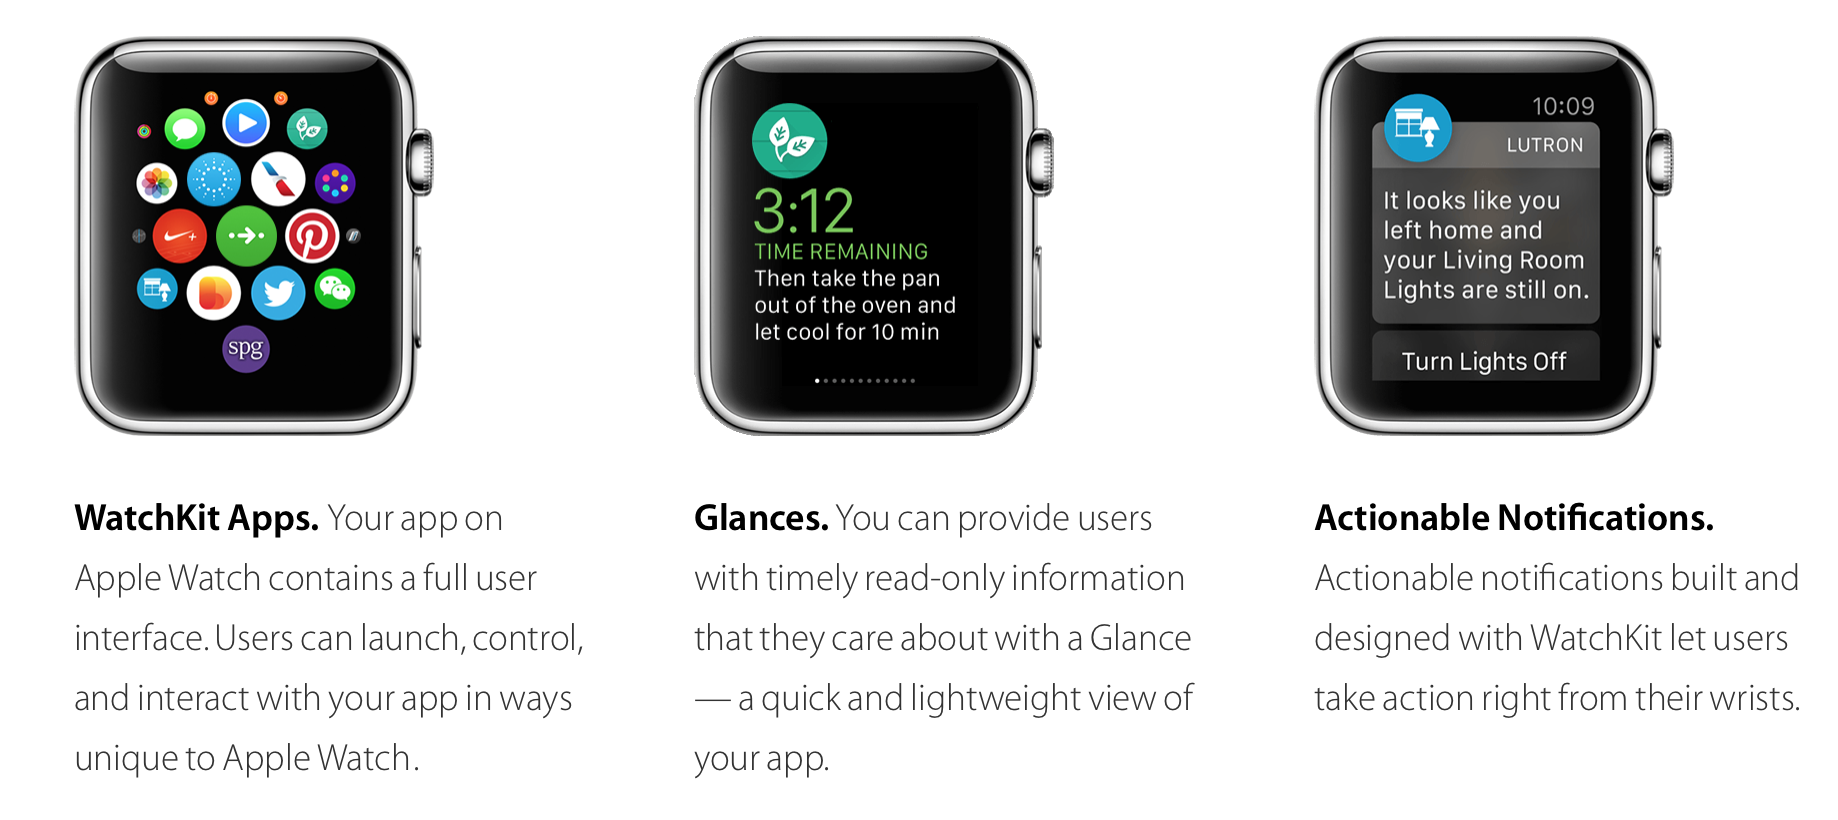 spg
3:12
TIME REMAINING
Then take the pan
out of the oven and
let cool for 10 min
10:09
LUTRON
It looks like you
left home and
your Living Room
Lights are still on.
Turn Lights Off
WatchKit Apps. Your app on
Apple Watch contains a full user
interface. Users can launch, control,
and interact with your app in ways
unique to Apple Watch.
Glances. You can provide users
with timely read-only information
that they care about with a Glance
— a quick and lightweight view of
your app.
Actionable Notifications.
Actionable notifications built and
designed with WatchKit let users
take action right from their wrists.